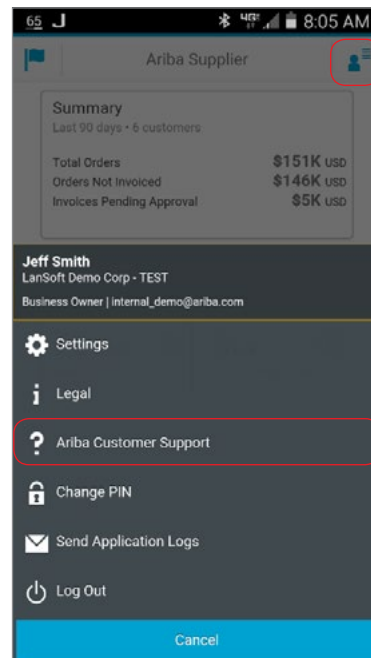 65 J 4G 8:05 AM
Ariba Supplier
Summary
Last 90 days • 6 customers
Total Orders $151K USD
Orders Not Invoiced $146K USD
Invoices Pending Approval $5K USD
Jeff Smith
LanSoft Demo Corp - TEST
Business Owner | internal_demo@ariba.com
Settings
Legal
Ariba Customer Support
Change PIN
Send Application Logs
Log Out
Cancel